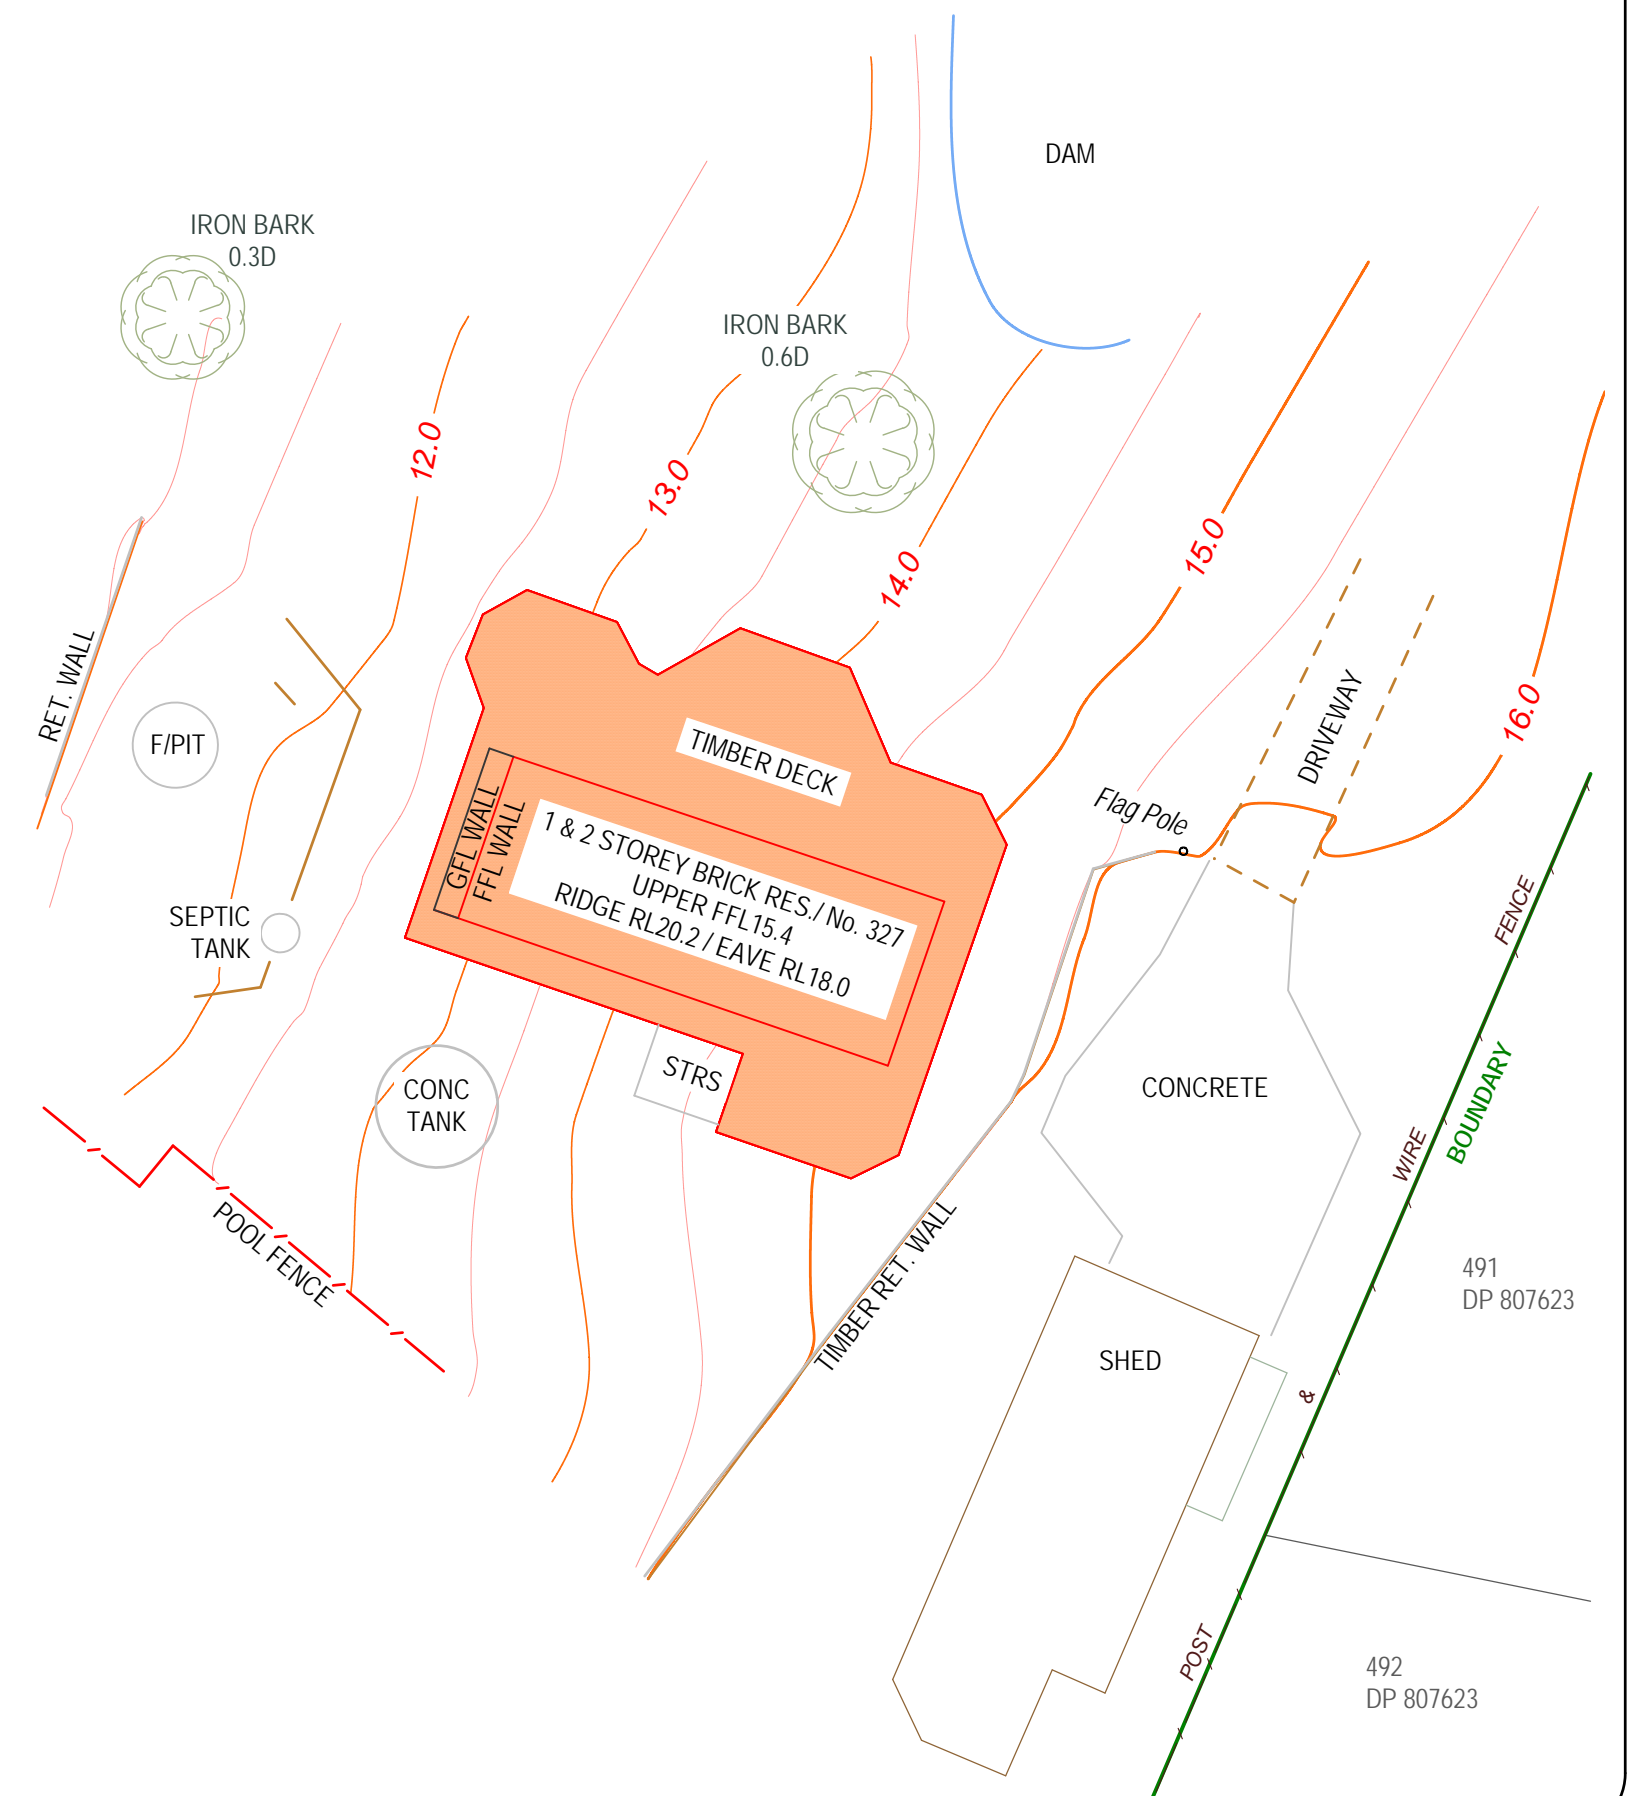 DAM
IRON BARK
0.3D
IRON BARK
0.6D
12.0
13.0
14.0
15.0
16.0
RET. WALL
F/PIT
DRIVEWAY
TIMBER DECK
Flag Pole
GFL WALL
FFL WALL
1 & 2 STOREY BRICK RES./ No. 327
UPPER FFL15.4
RIDGE RL20.2 / EAVE RL18.0
SEPTIC
TANK
STRS
CONC
TANK
CONCRETE
POOL FENCE
TIMBER RET. WALL
SHED
POST & WIRE FENCE
BOUNDARY
491
DP 807623
492
DP 807623